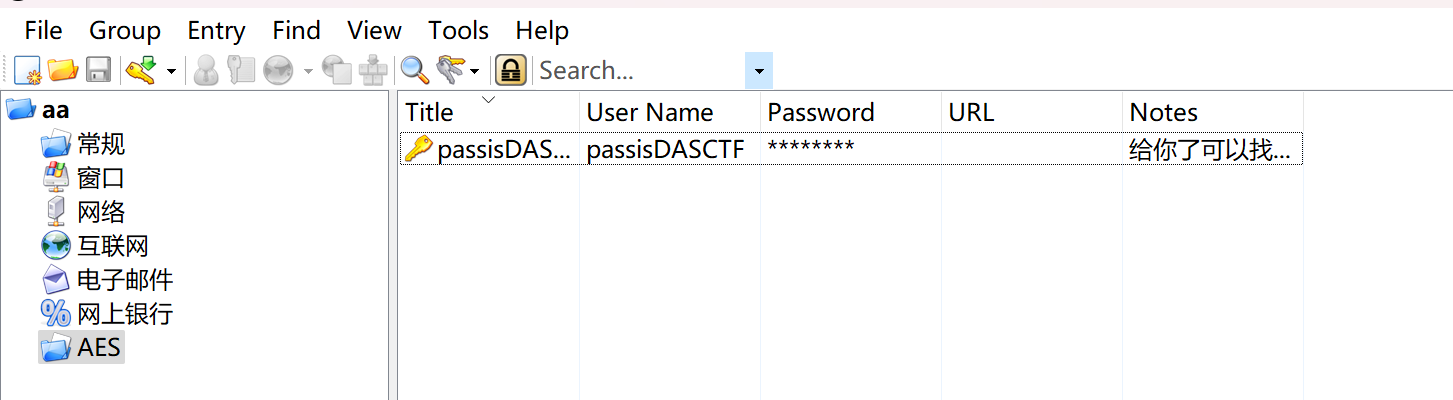 File Group Entry Find View Tools Help
Search...
aa
常规
窗口
网络
互联网
电子邮件
网上银行
AES
Title User Name Password URL Notes
passisDAS... passisDASCTF ******** 给你了可以找...